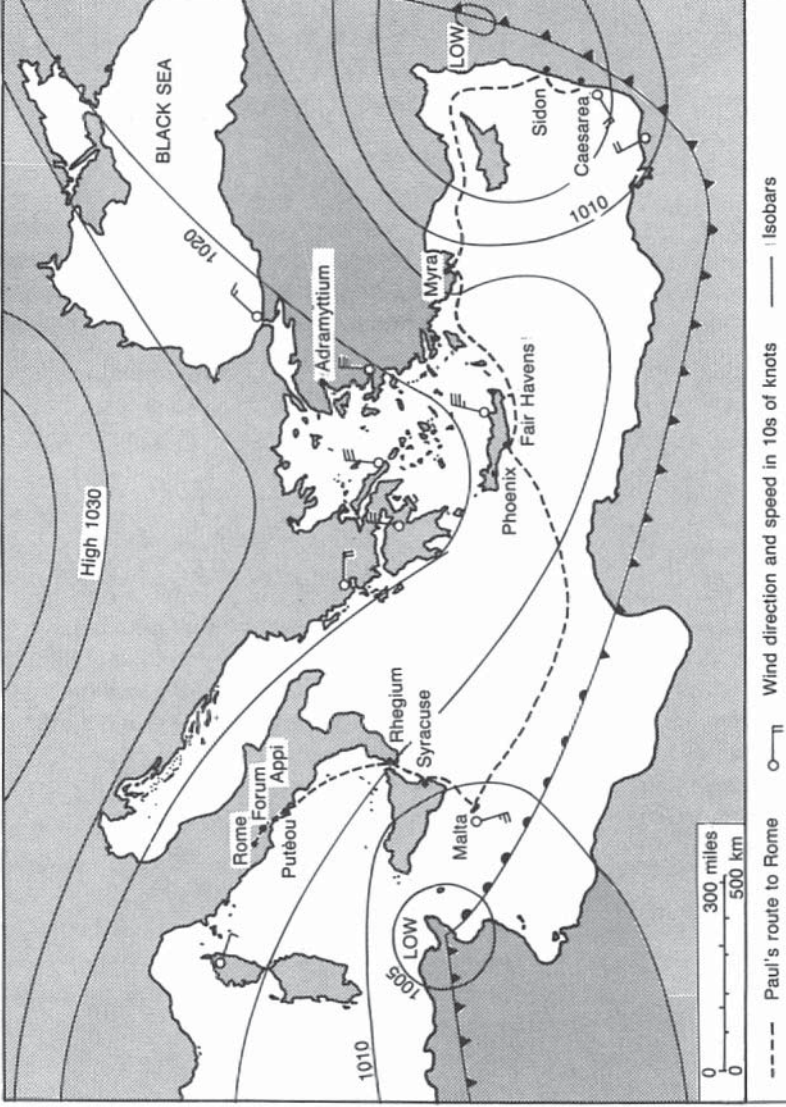 BLACK SEA
LOW
Sidon
Caesarea
1010
1020
Myra
Adramyttium
Fair Havens
Phoenix
High 1030
Rhegium
Syracuse
Rome
Forum
Appi
Putèou
Malta
LOW
1005
1010
0 300 miles
0 500 km
Paul's route to Rome
Wind direction and speed in 10s of knots
Isobars